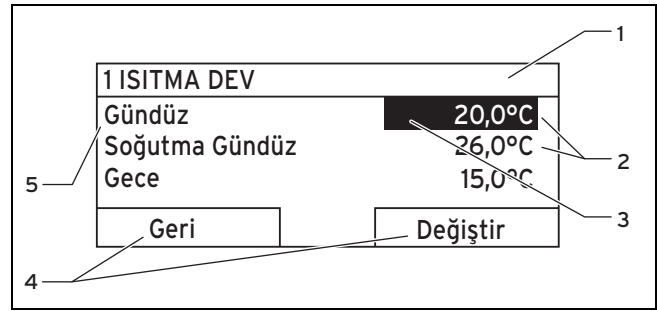 1 ISITMA DEV
1
Gündüz 20,0°C
Soğutma Gündüz 26,0°C
2
Gece 15,0°C
5
3
Geri Değiştir
4